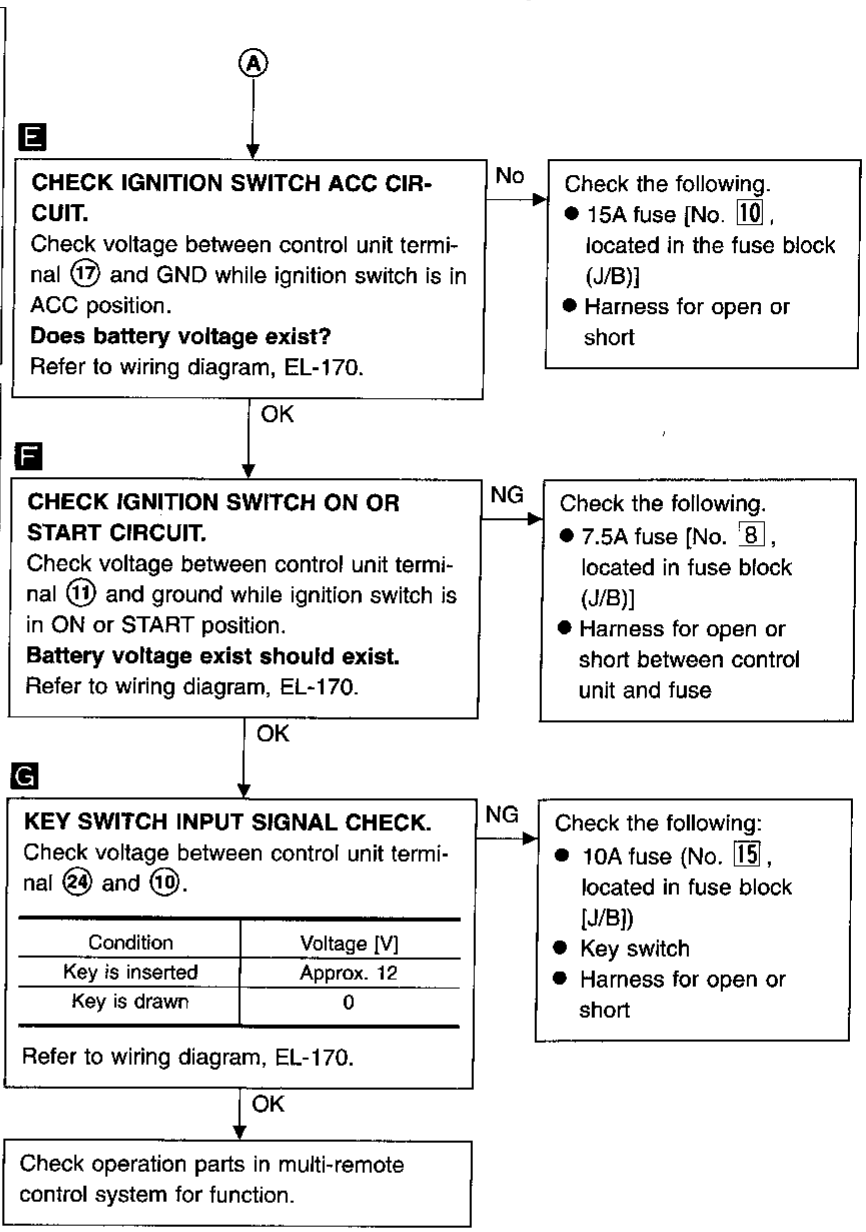 A
E
CHECK IGNITION SWITCH ACC CIR-
CUIT.
Check voltage between control unit termi-
nal 17 and GND while ignition switch is in
ACC position.
Does battery voltage exist?
Refer to wiring diagram, EL-170.
No
Check the following.
● 15A fuse [No. 10 ,
located in the fuse block
(J/B)]
● Harness for open or
short
OK
F
CHECK IGNITION SWITCH ON OR
START CIRCUIT.
Check voltage between control unit termi-
nal 11 and ground while ignition switch is
in ON or START position.
Battery voltage exist should exist.
Refer to wiring diagram, EL-170.
NG
Check the following.
● 7.5A fuse [No. 8 ,
located in fuse block
(J/B)]
● Harness for open or
short between control
unit and fuse
OK
G
KEY SWITCH INPUT SIGNAL CHECK.
Check voltage between control unit termi-
nal 24 and 10.
Condition Voltage [V]
Key is inserted Approx. 12
Key is drawn 0
Refer to wiring diagram, EL-170.
NG
Check the following:
● 10A fuse (No. 15 ,
located in fuse block
[J/B])
● Key switch
● Harness for open or
short
OK
Check operation parts in multi-remote
control system for function.